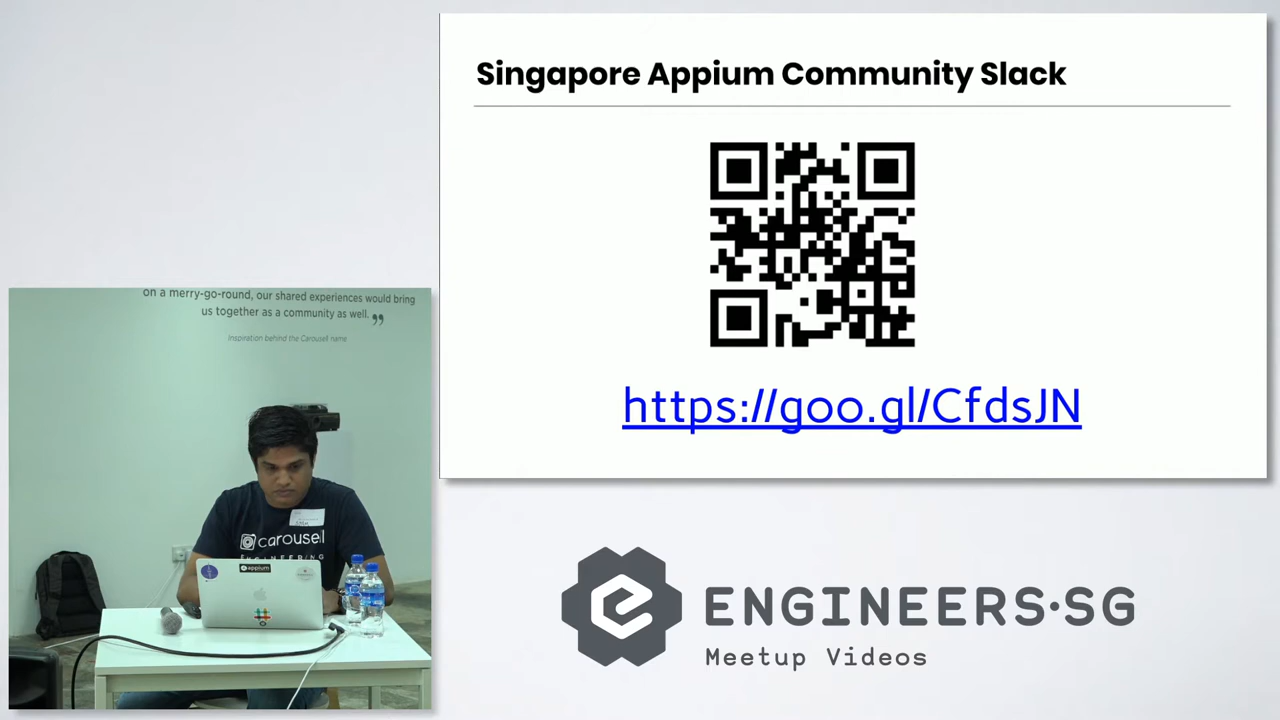 Singapore Appium Community Slack
https://goo.gl/CfdsJN
on a merry-go-round, our shared experiences would bring
us together as a community as well.”
Inspiration behind the Carousell name
carousell
ENGINEERING
appium
ENGINEERS·SG
Meetup Videos